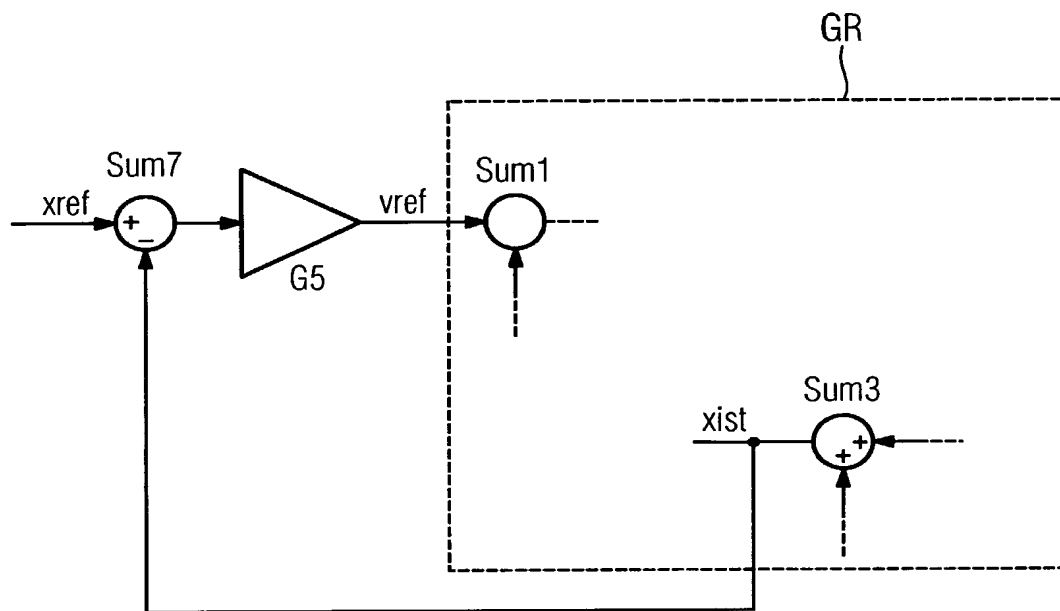 GR
Sum7
Sum1
xref
+
−
vref
G5
Sum3
xist
+
+